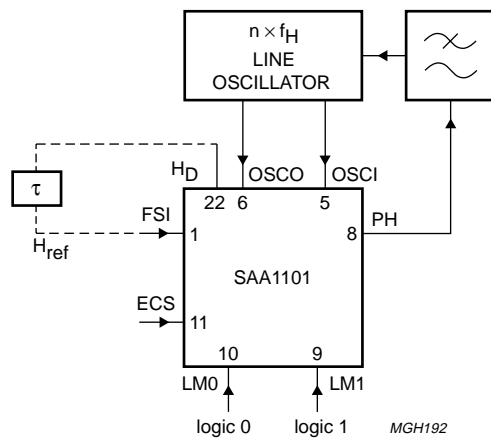 n × fH
LINE
OSCILLATOR
HD
OSCO
OSCI
τ
22
6
5
PH
FSI
1
8
Href
SAA1101
ECS
11
10
9
LM0
LM1
logic 0
logic 1
MGH192